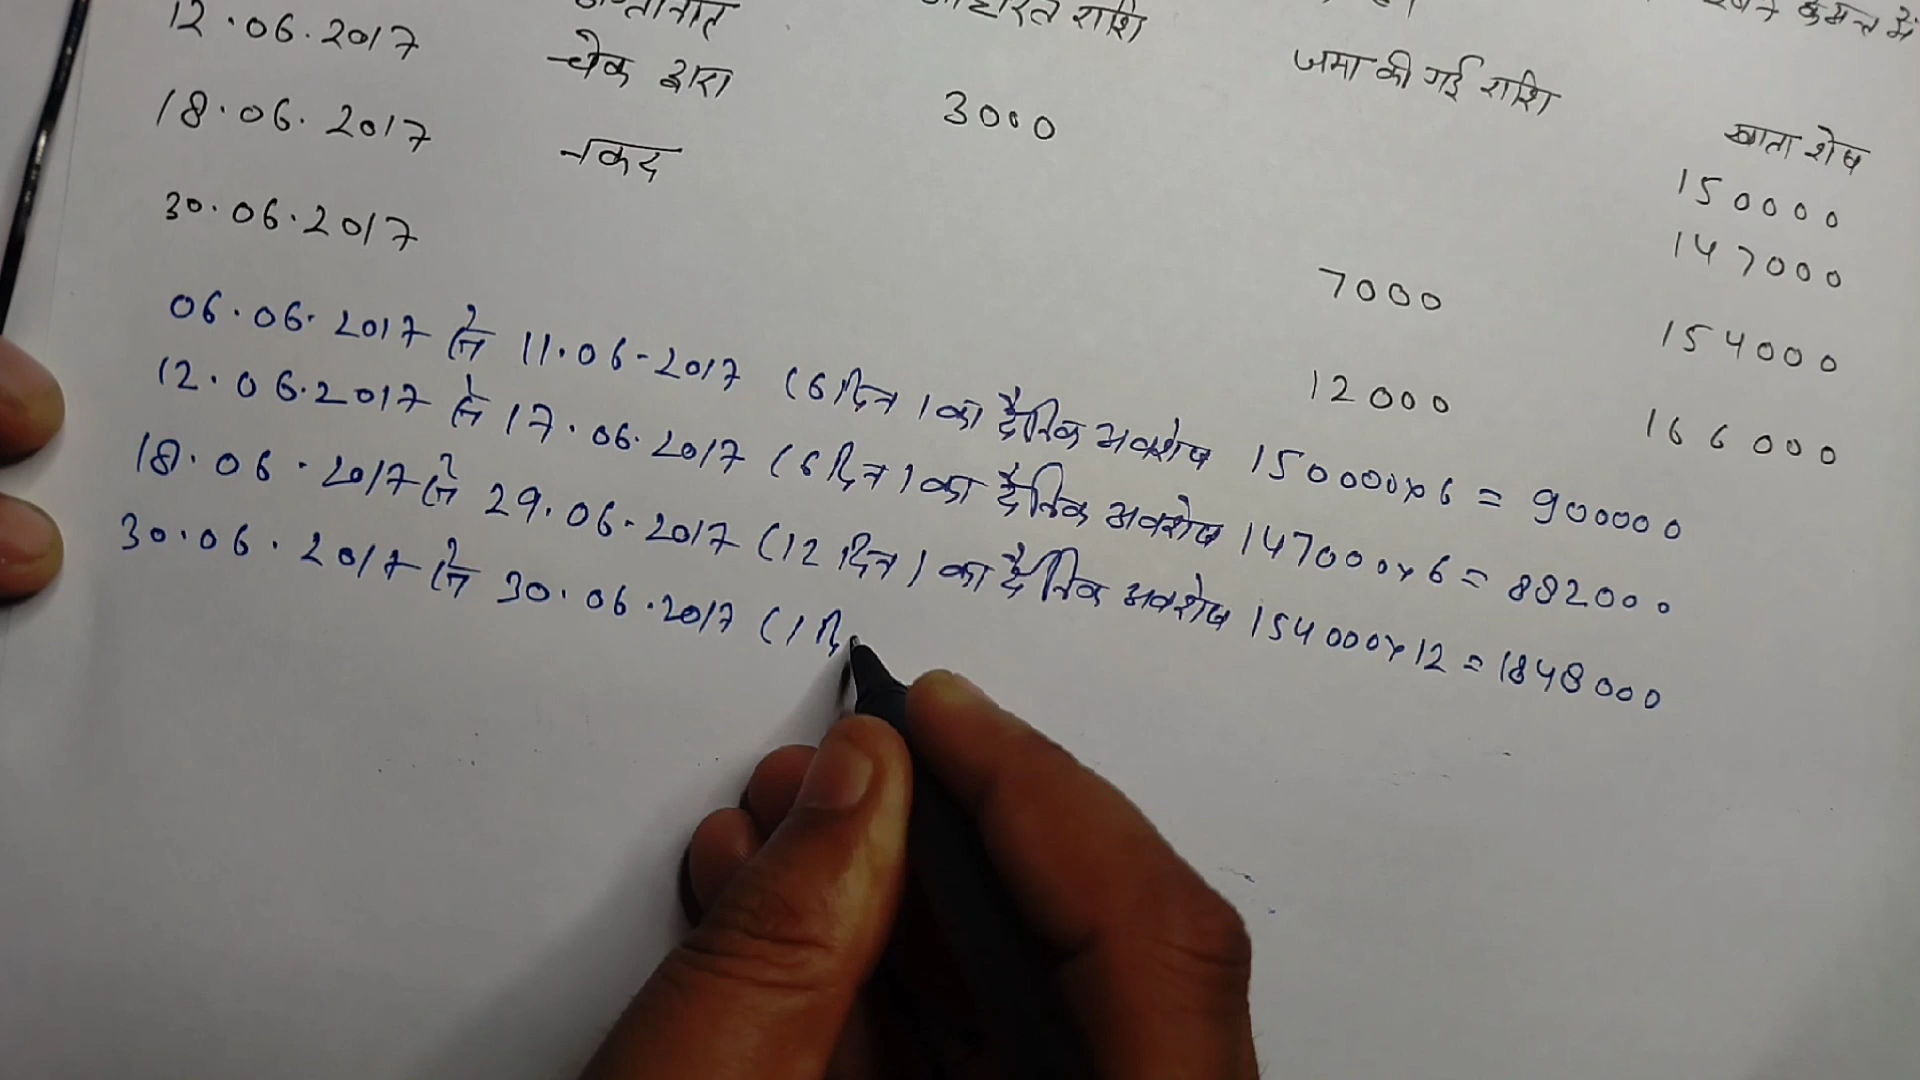 राशि जमा की गई राशि खाता शेष
12.06.2017 150000
18.06.2017 चेक द्वारा 3000 147000
30.06.2017 नकद 7000 154000
12000 166000
06.06.2017 से 11.06-2017 (6 दिन) का दैनिक अवशेष 150000×6 = 900000
12.06.2017 से 17.06.2017 (6 दिन) का दैनिक अवशेष 147000×6 = 882000
18.06.2017 से 29.06-2017 (12 दिन) का दैनिक अवशेष 154000×12 = 1848000
30.06.2017 से 30.06.2017 (1 दि